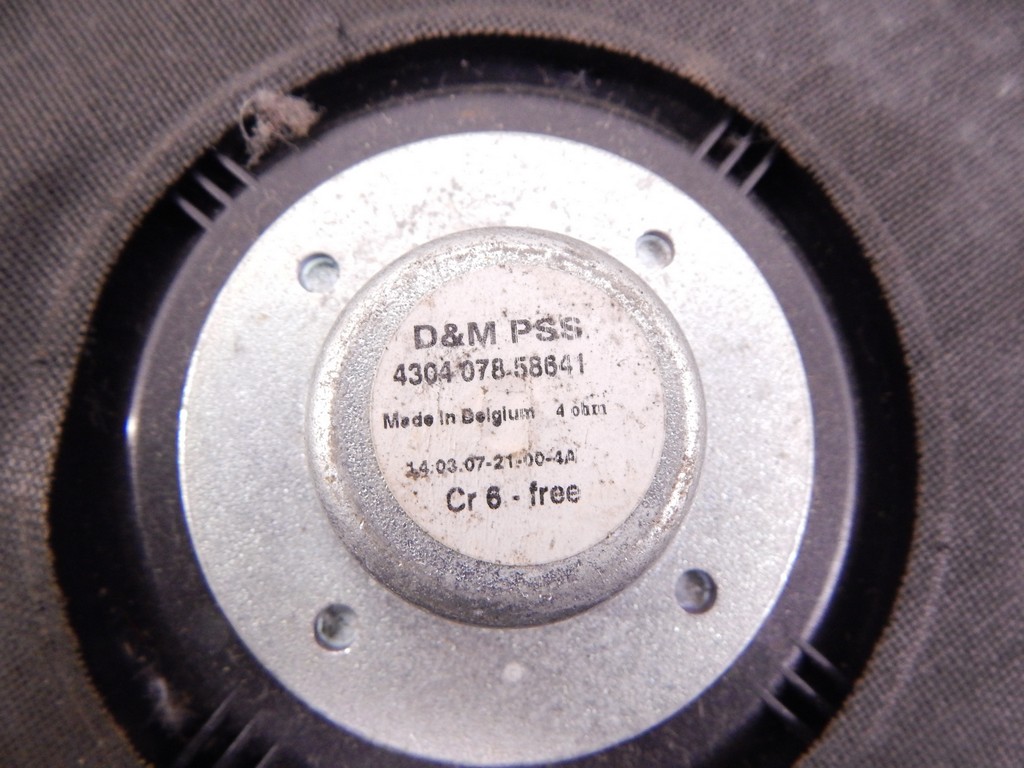 D&M PSS.
4304 078-58641
Made in Belgium 4 ohm
14.03.07-21-00-4A
Cr 6 - free